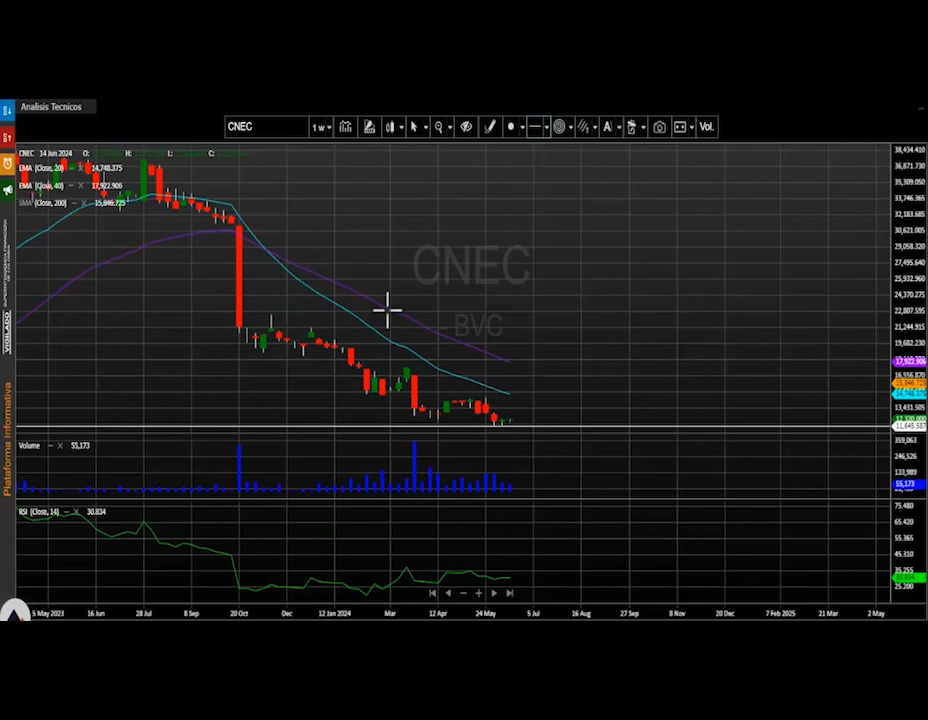 Analisis Tecnicos
CNEC
1 w
Vol.
CNEC 14 Jun 2024 O: H: L: C:
EMA (Close, 20) 14,748.375
EMA (Close, 40) 17,922.906
SMA (Close, 200) 15,846.725
CNEC
BVC
38,434.410
36,871.730
35,309.050
33,746.365
32,183.685
30,621.005
29,058.320
27,495.640
25,932.960
24,370.275
22,807.595
21,244.915
19,682.230
17,922.906
16,556.870
15,846.725
14,748.375
13,431.505
11,645.587
VIGILADO
Plataforma Informativa
Volume 55,173
359,063
246,526
133,989
55,173
RSI (Close, 14) 30.834
75.480
65.420
55.365
45.310
35.255
30.834
25.200
5 May 2023 16 Jun 28 Jul 8 Sep 20 Oct Dec 12 Jan 2024 Mar 12 Apr 24 May 5 Jul 16 Aug 27 Sep 8 Nov 20 Dec 7 Feb 2025 21 Mar 2 May